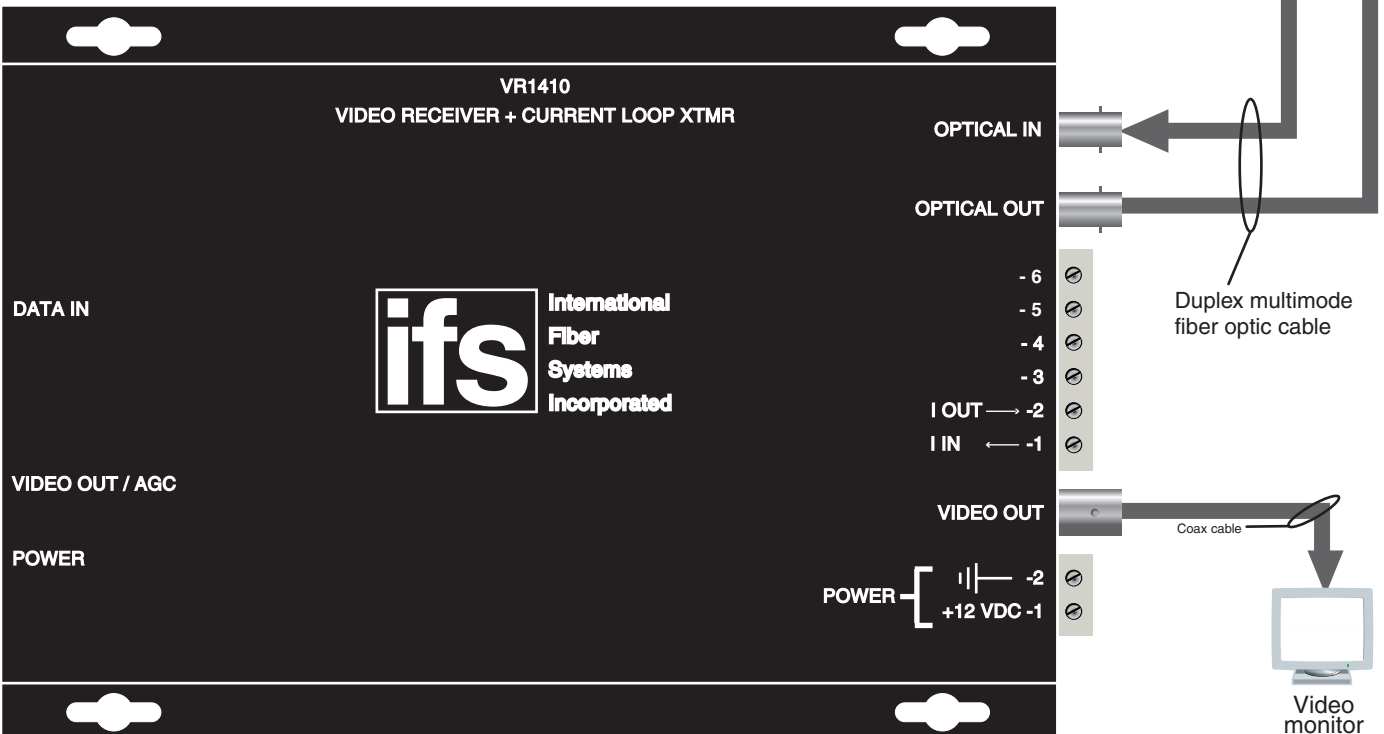 VR1410
VIDEO RECEIVER + CURRENT LOOP XTMR
OPTICAL IN
OPTICAL OUT
Duplex multimode
fiber optic cable
DATA IN
ifs
International
Fiber
Systems
Incorporated
- 6
- 5
- 4
- 3
I OUT → -2
I IN ← -1
VIDEO OUT / AGC
VIDEO OUT
Coax cable
POWER
POWER
-2
+12 VDC -1
Video
monitor